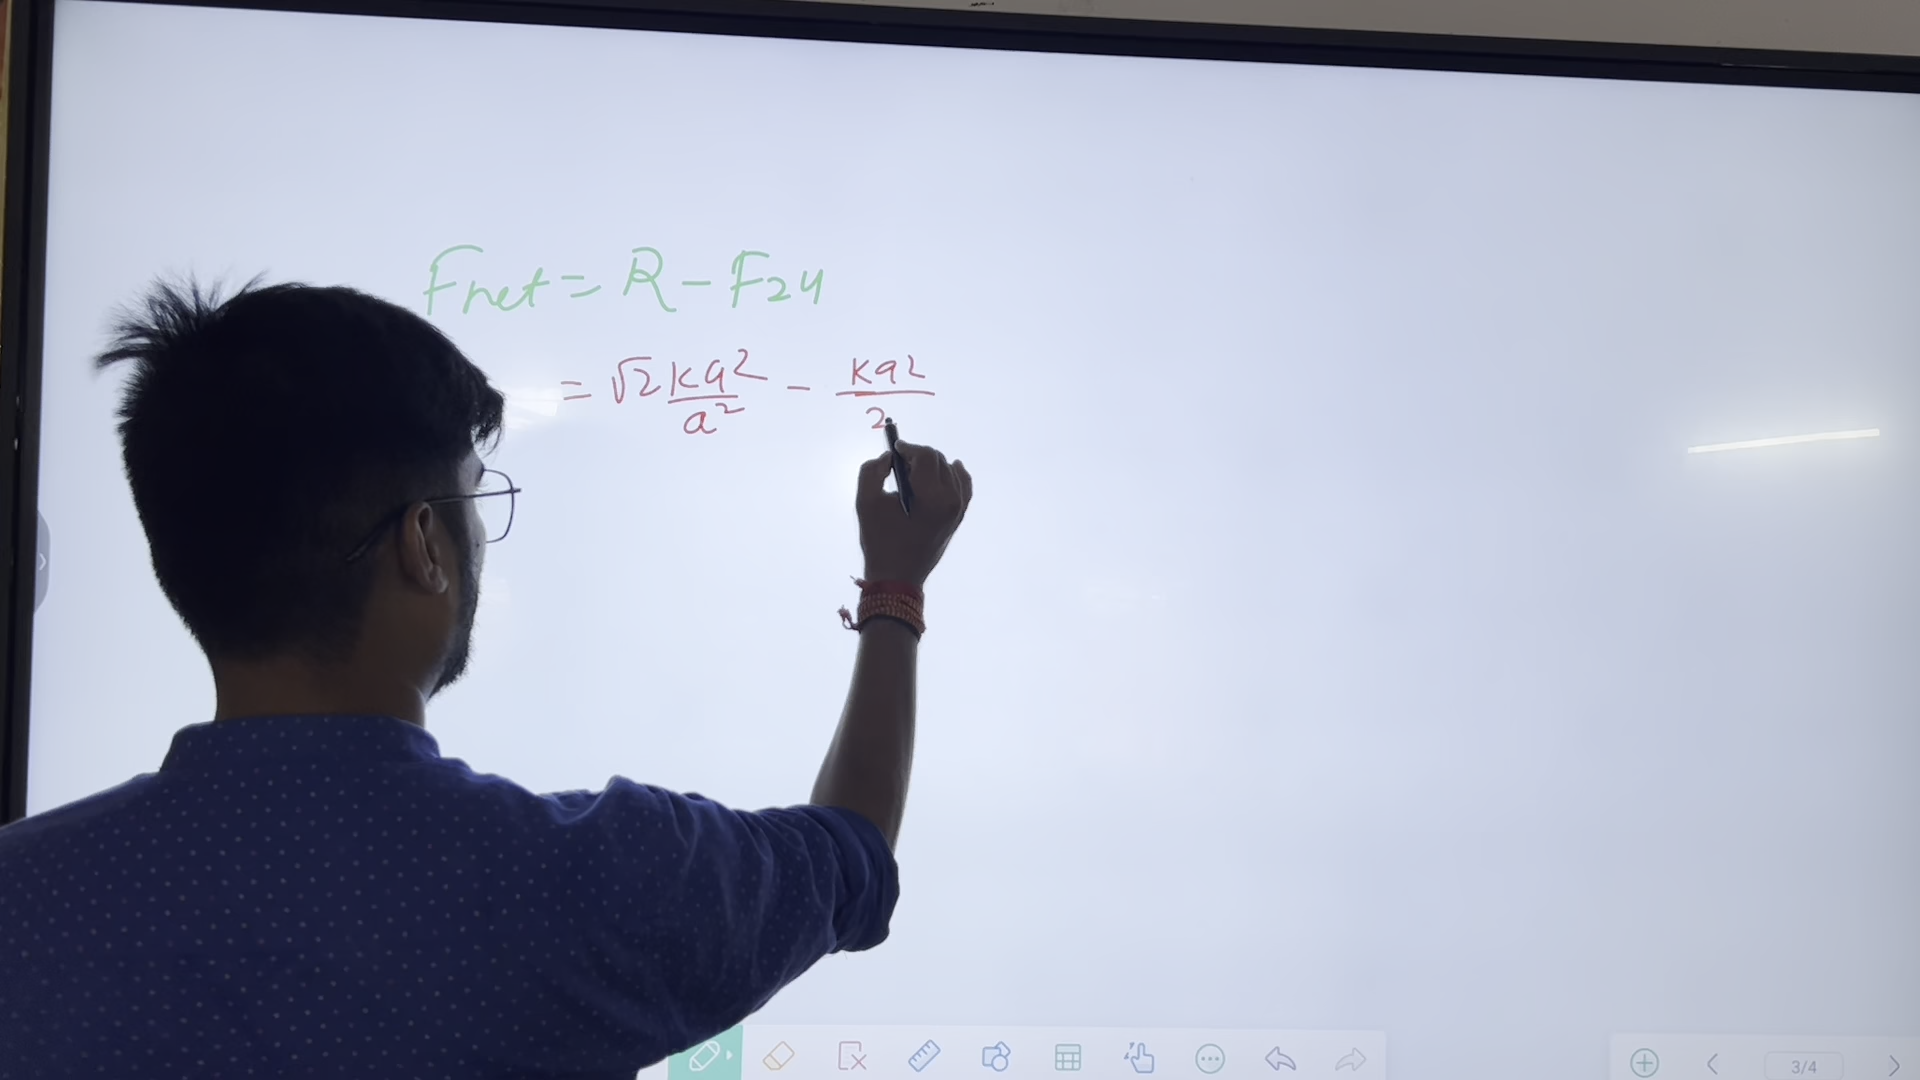 Fnet = R - F24
= √2 kq²/a² - kq²/2
3/4